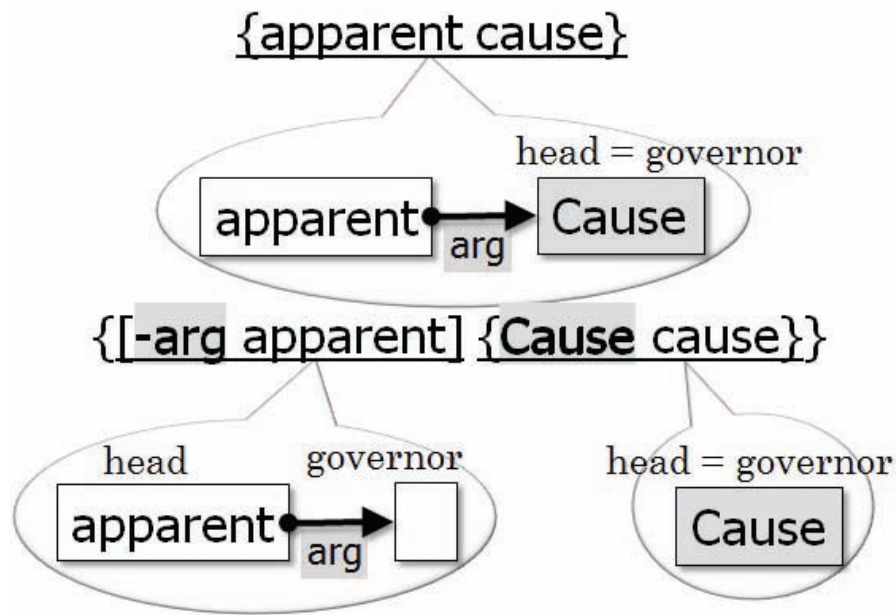 {apparent cause}
head = governor
apparent Cause
arg
{[-arg apparent] {Cause cause}}
head governor head = governor
apparent Cause
arg